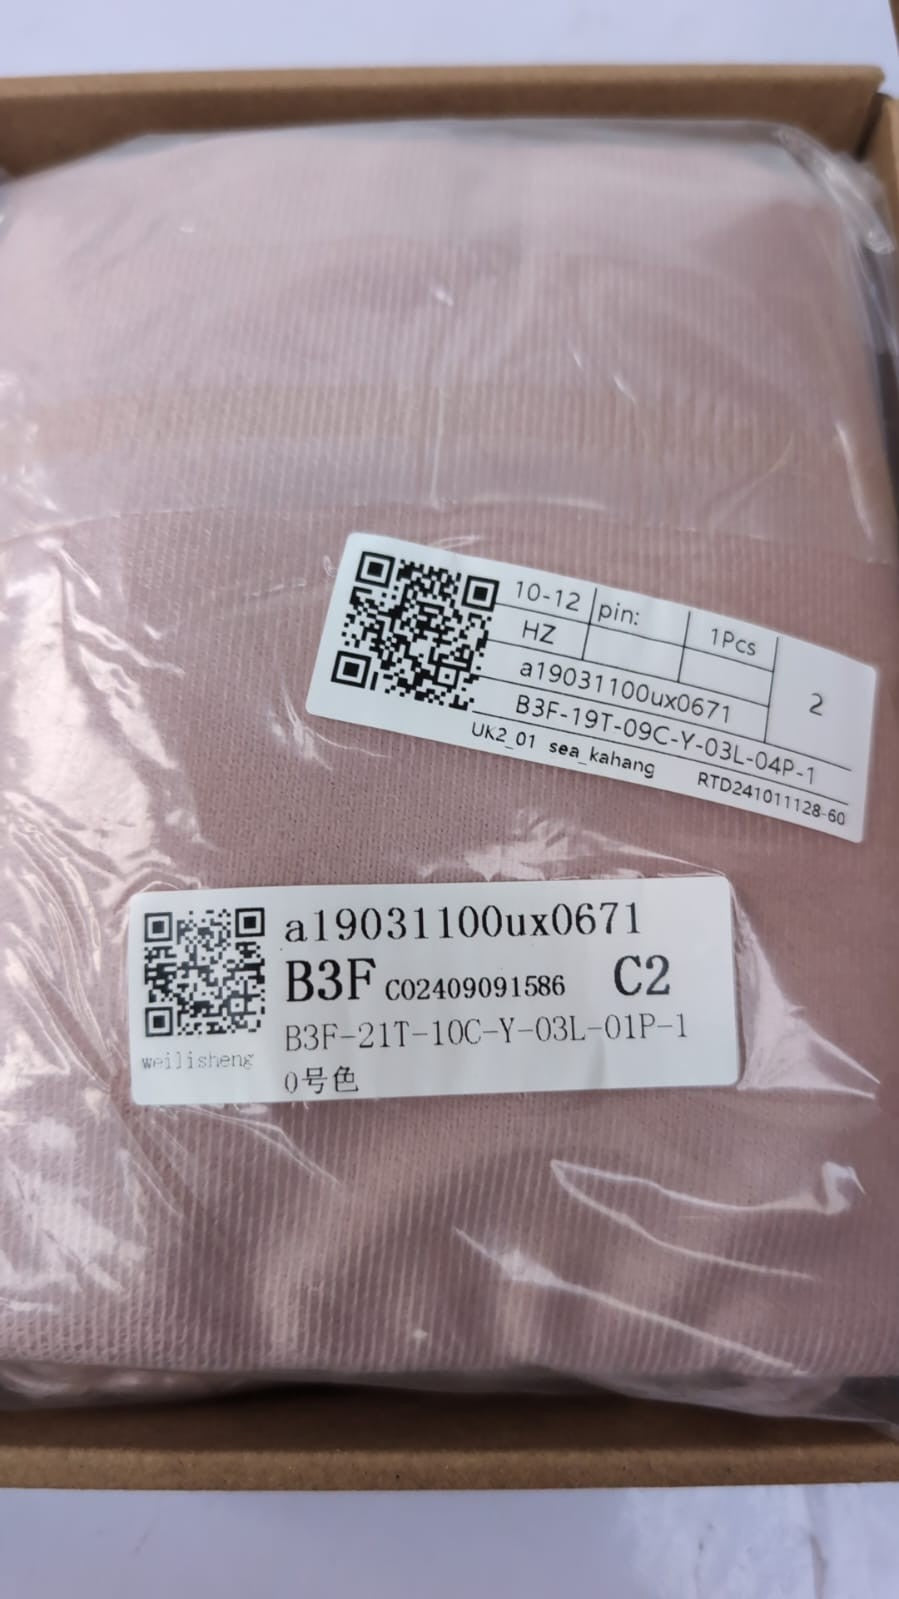 10-12 pin: 1Pcs
HZ 2
a19031100ux0671
B3F-19T-09C-Y-03L-04P-1
UK2_01 sea_kahang RTD241011128-60
a19031100ux0671
B3F C02409091586 C2
B3F-21T-10C-Y-03L-01P-1
weilisheng
0号色